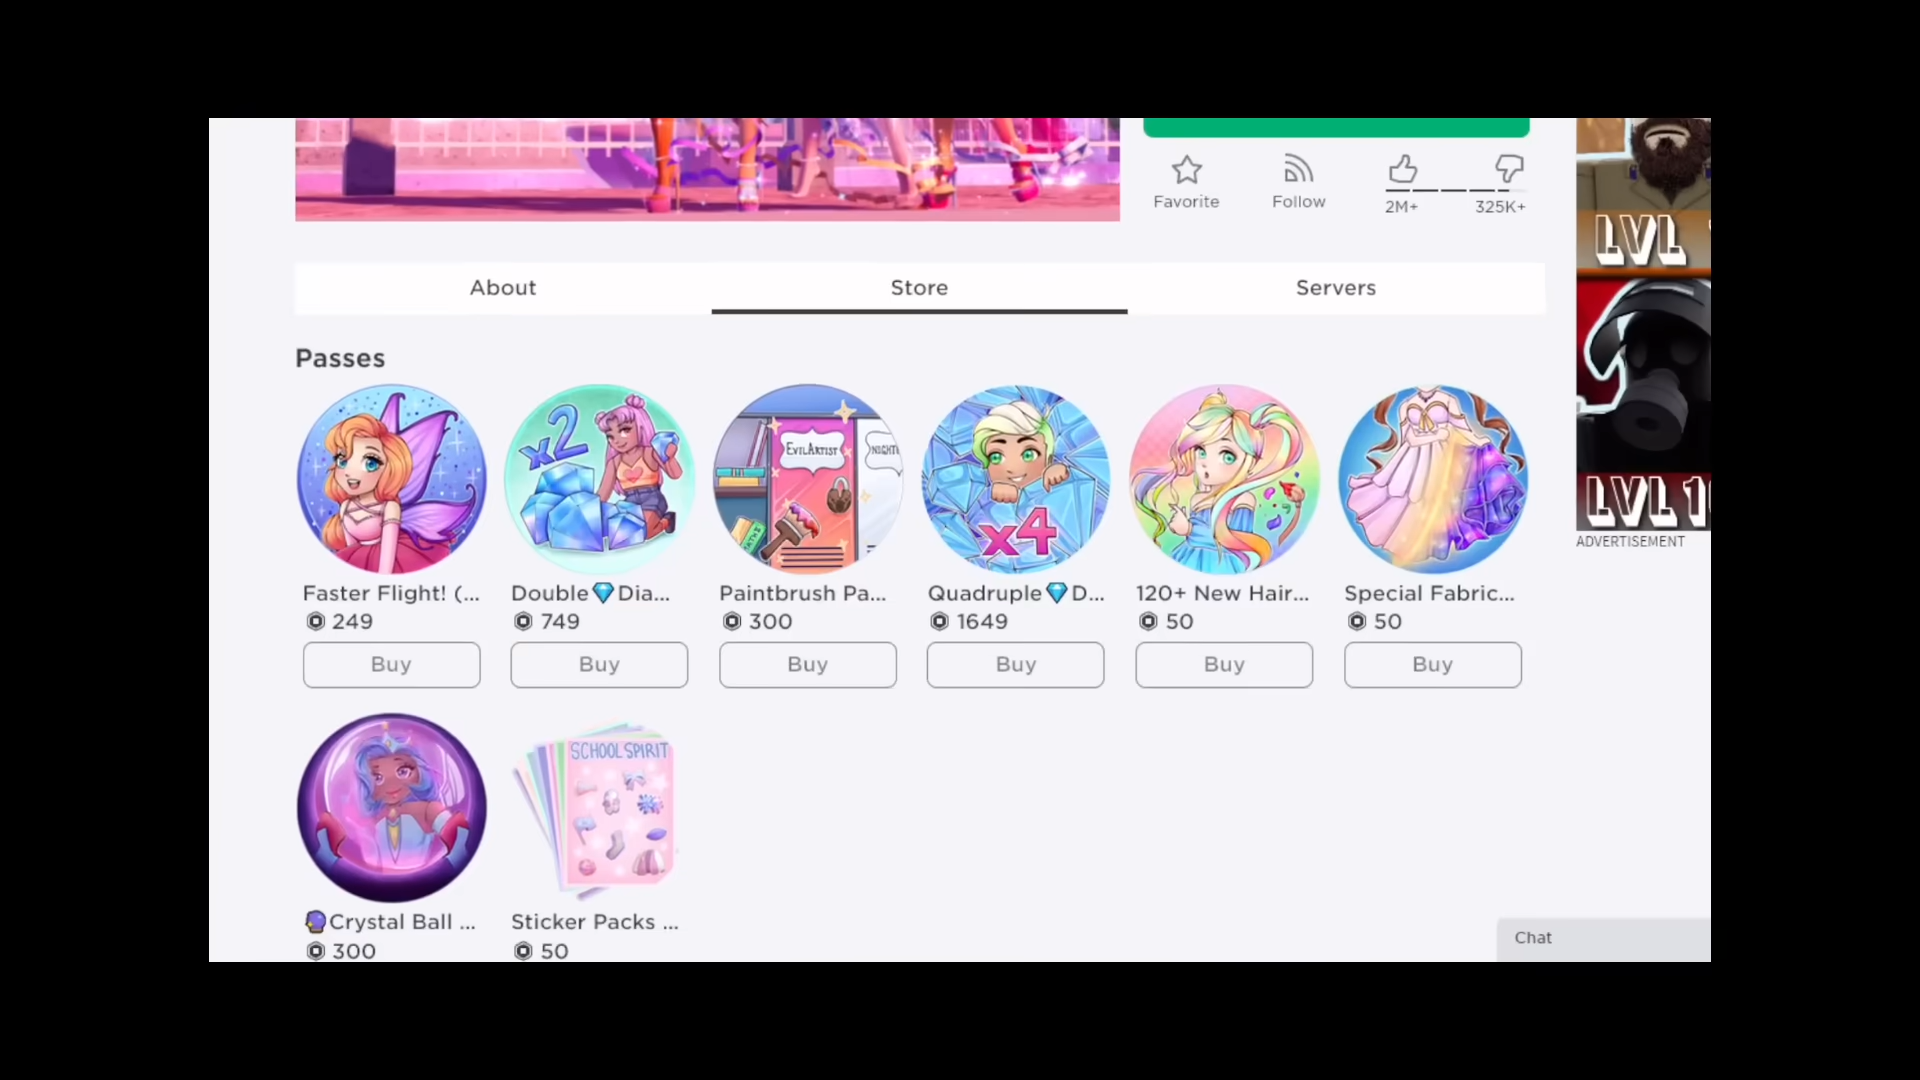 Favorite
Follow
2M+
325K+
LVL
About
Store
Servers
Passes
x2
EVILARTIST
NIGHT
x4
LVL 1
ADVERTISEMENT
Faster Flight! (...
Double💎Dia...
Paintbrush Pa...
Quadruple💎D...
120+ New Hair...
Special Fabric...
249
749
300
1649
50
50
Buy
Buy
Buy
Buy
Buy
Buy
SCHOOL SPIRIT
🔮Crystal Ball ...
Sticker Packs ...
300
50
Chat